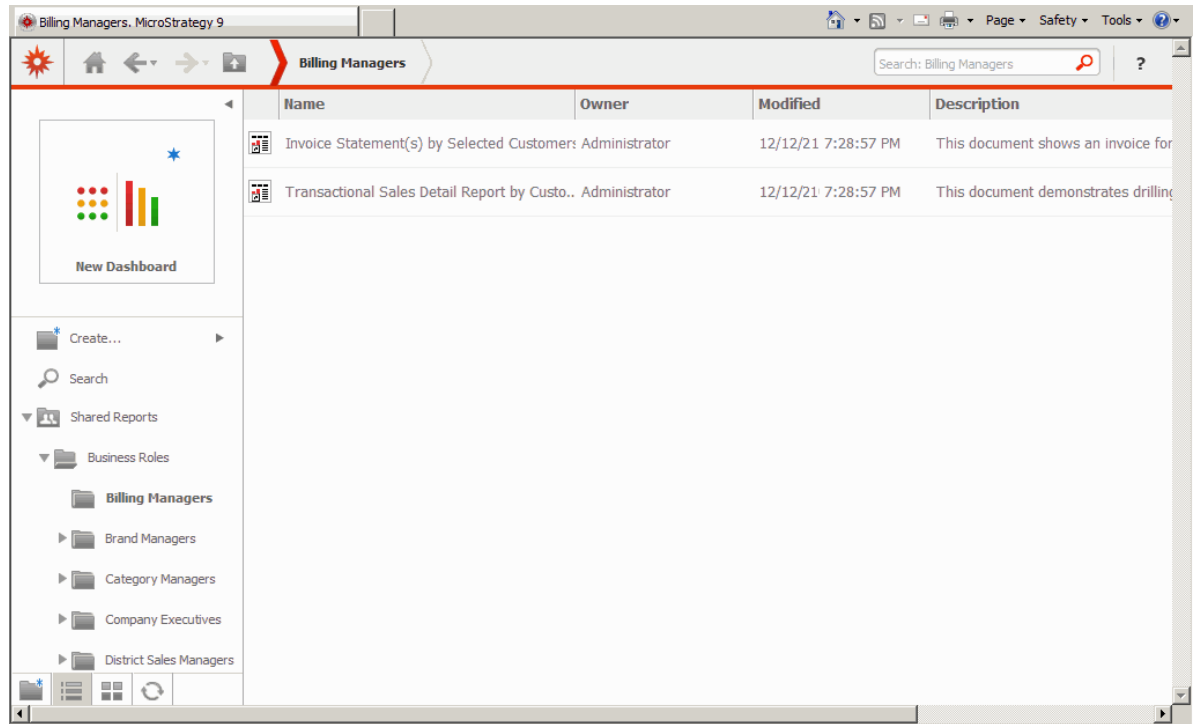 Billing Managers. MicroStrategy 9
Page Safety Tools
Billing Managers
Search: Billing Managers
?
Name Owner Modified Description
Invoice Statement(s) by Selected Customers Administrator 12/12/21 7:28:57 PM This document shows an invoice for
Transactional Sales Detail Report by Custo.. Administrator 12/12/21 7:28:57 PM This document demonstrates drilling
New Dashboard
Create...
Search
Shared Reports
Business Roles
Billing Managers
Brand Managers
Category Managers
Company Executives
District Sales Managers